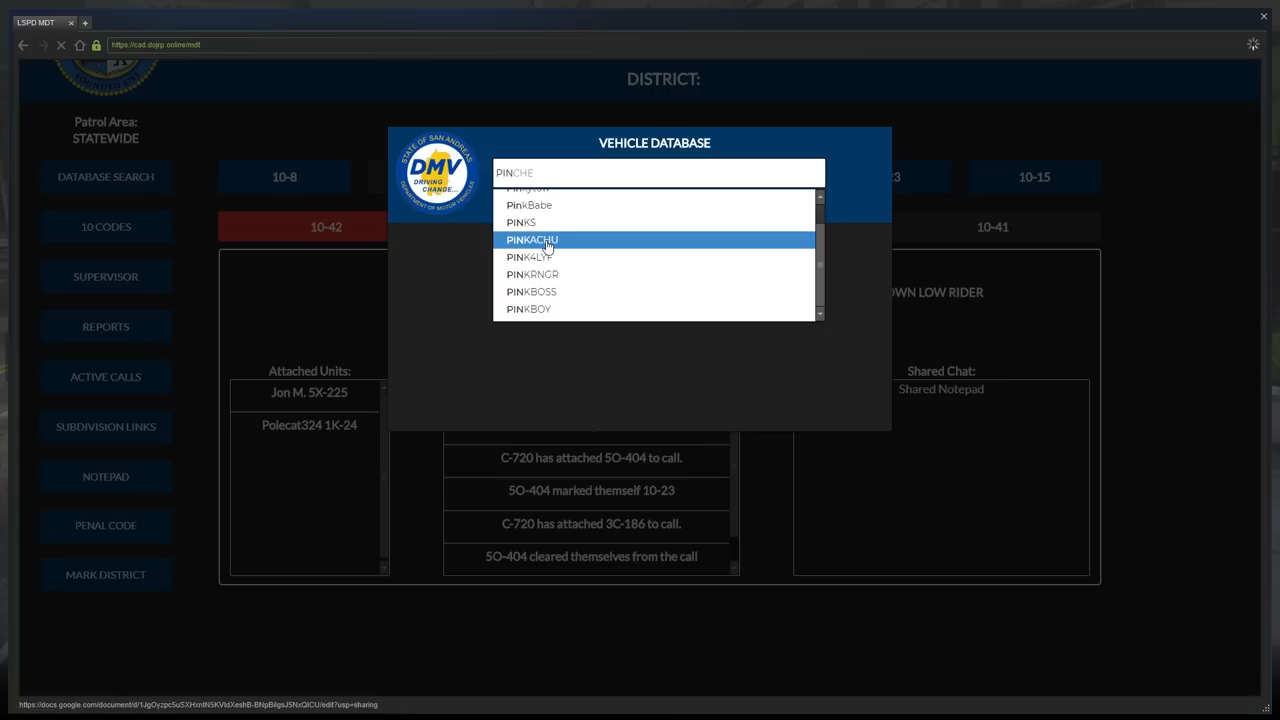 LSPD MDT
https://cad.dojrp.online/mdt
DISTRICT:
Patrol Area:
STATEWIDE
DATABASE SEARCH
10 CODES
SUPERVISOR
REPORTS
ACTIVE CALLS
SUBDIVISION LINKS
NOTEPAD
PENAL CODE
MARK DISTRICT
10-8
23
10-15
10-42
10-41
VEHICLE DATABASE
STATE OF SAN ANDREAS
DMV
DRIVING
CHANGE...
DEPARTMENT OF MOTOR VEHICLES
PINCHE
PinkBabe
PINKS
PINKACHU
PINK4LYF
PINKRNGR
PINKBOSS
PINKBOY
OWN LOW RIDER
Attached Units:
Jon M. 5X-225
Polecat324 1K-24
C-720 has attached 5O-404 to call.
5O-404 marked themself 10-23
C-720 has attached 3C-186 to call.
5O-404 cleared themselves from the call
Shared Chat:
Shared Notepad